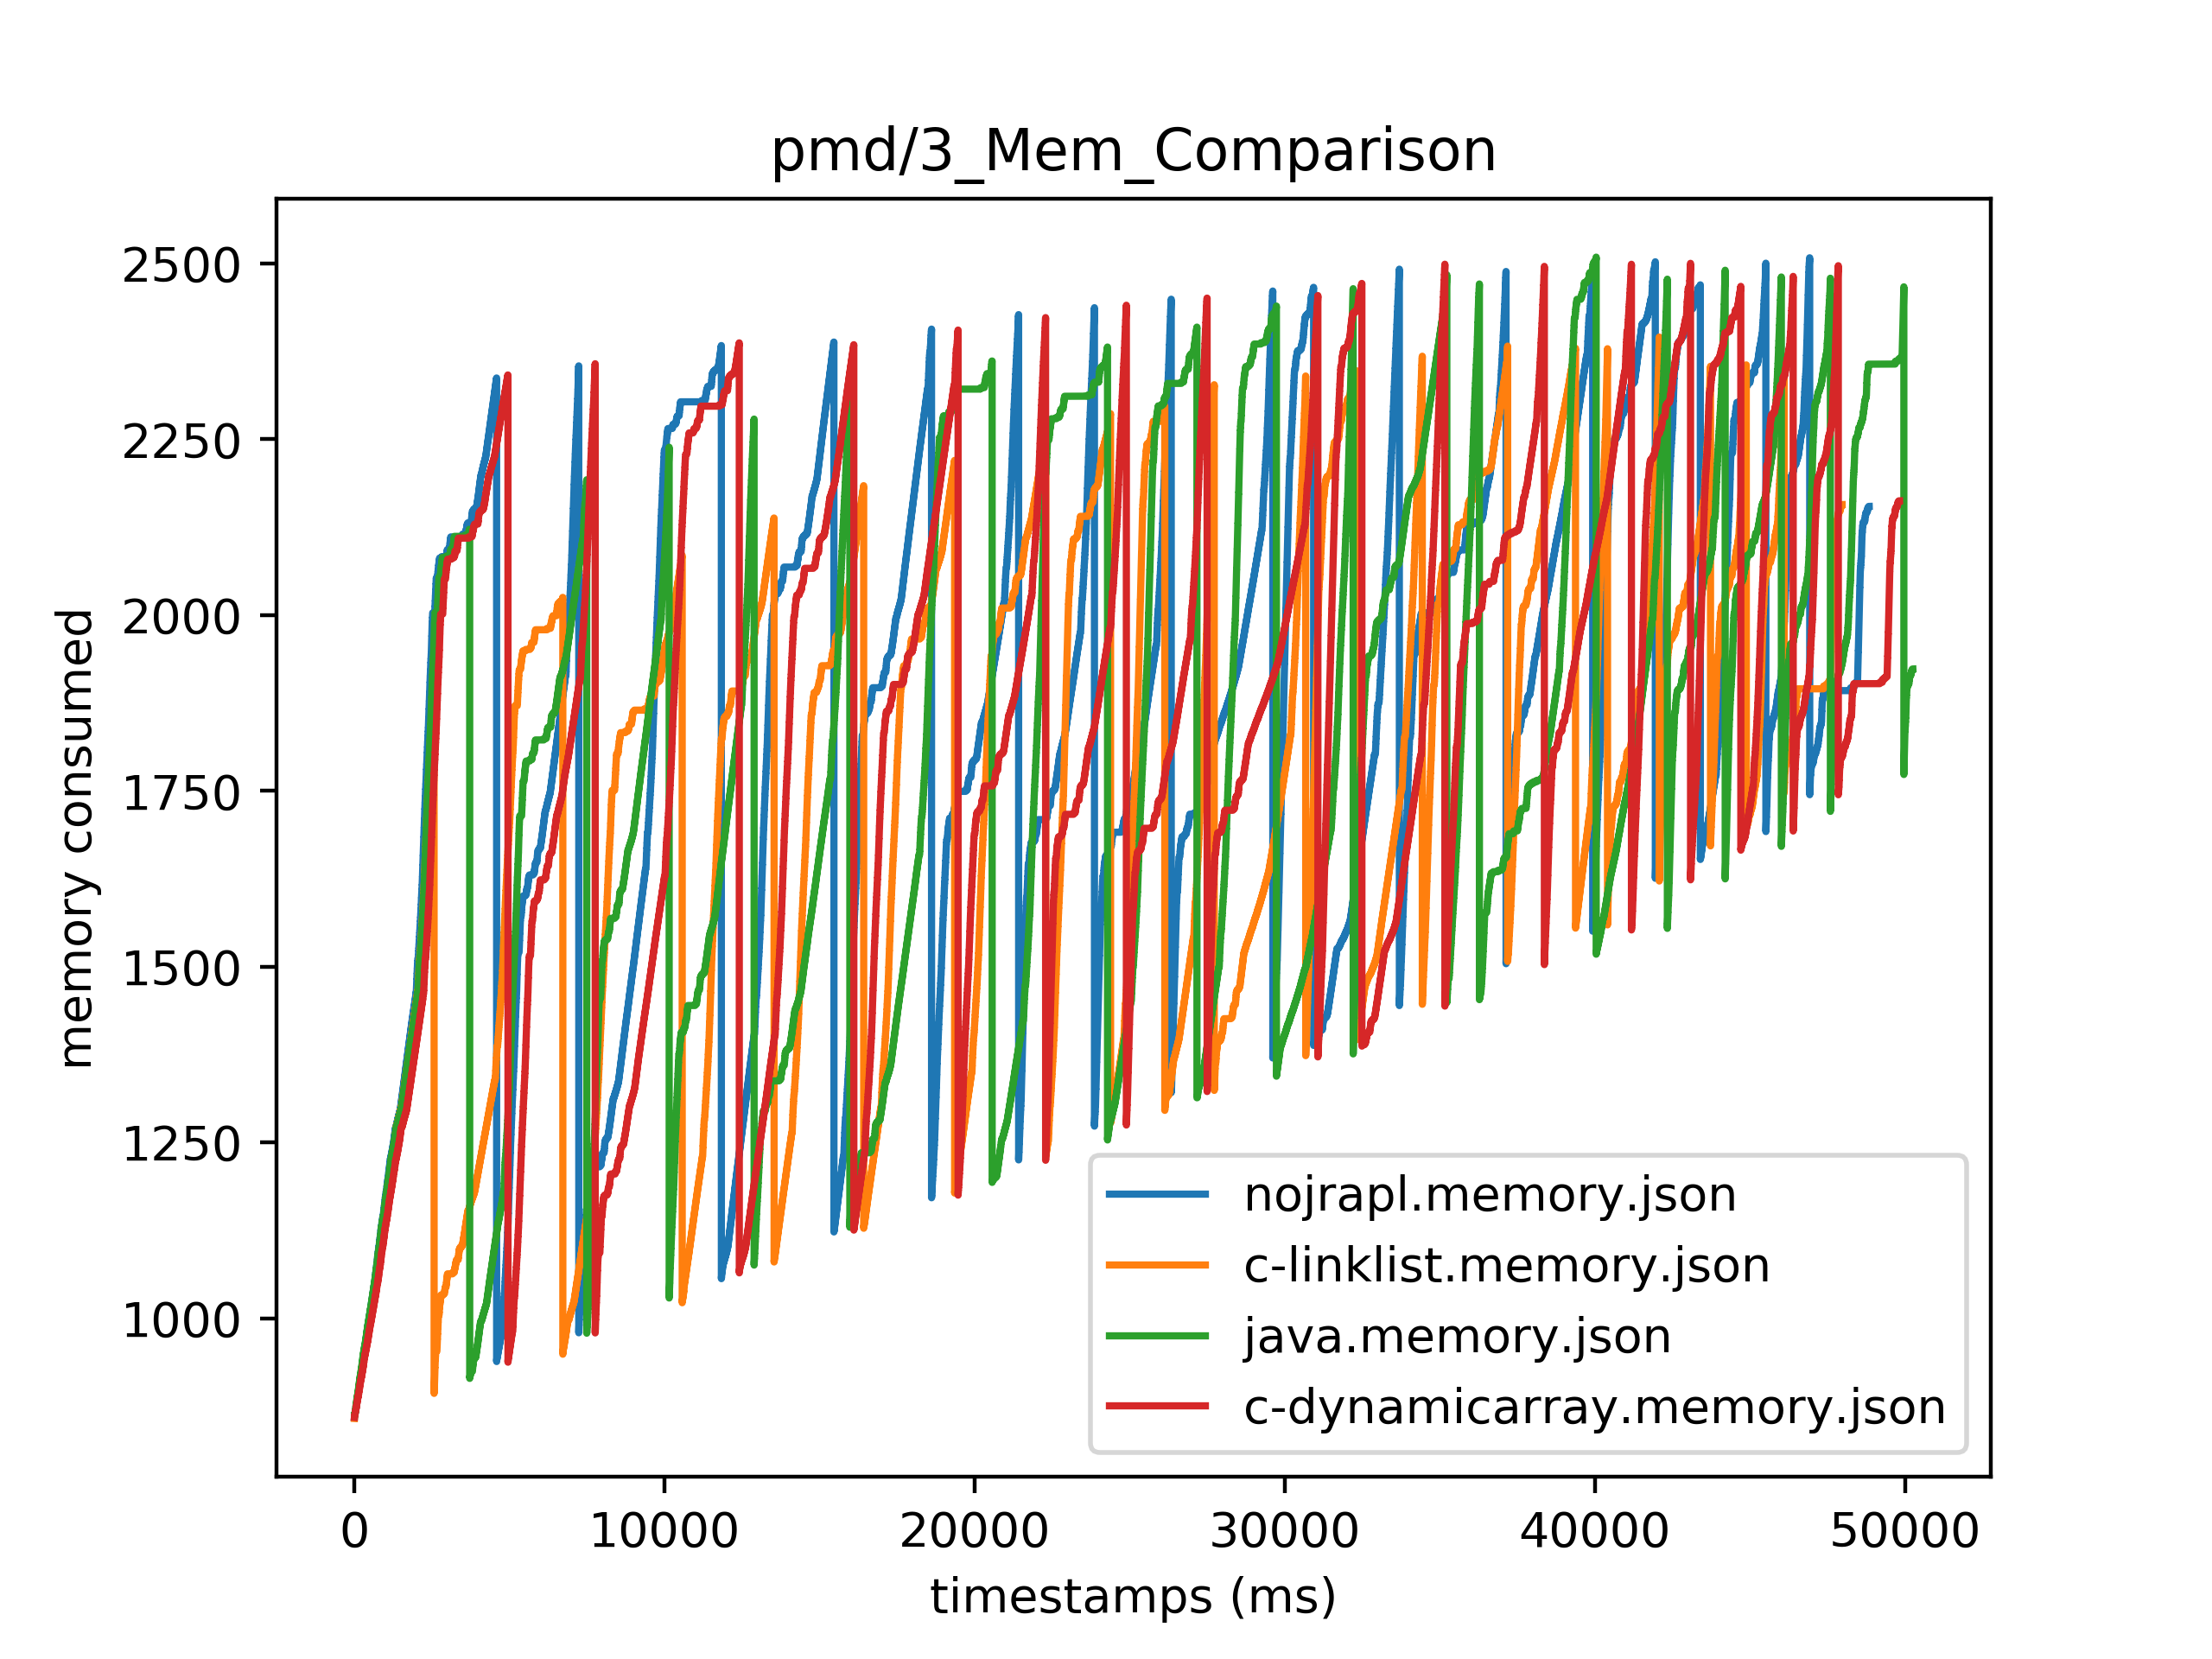 pmd/3_Mem_Comparison
memory consumed
2500
2250
2000
1750
1500
1250
1000
0
10000
20000
30000
40000
50000
timestamps (ms)
nojrapl.memory.json
c-linklist.memory.json
java.memory.json
c-dynamicarray.memory.json